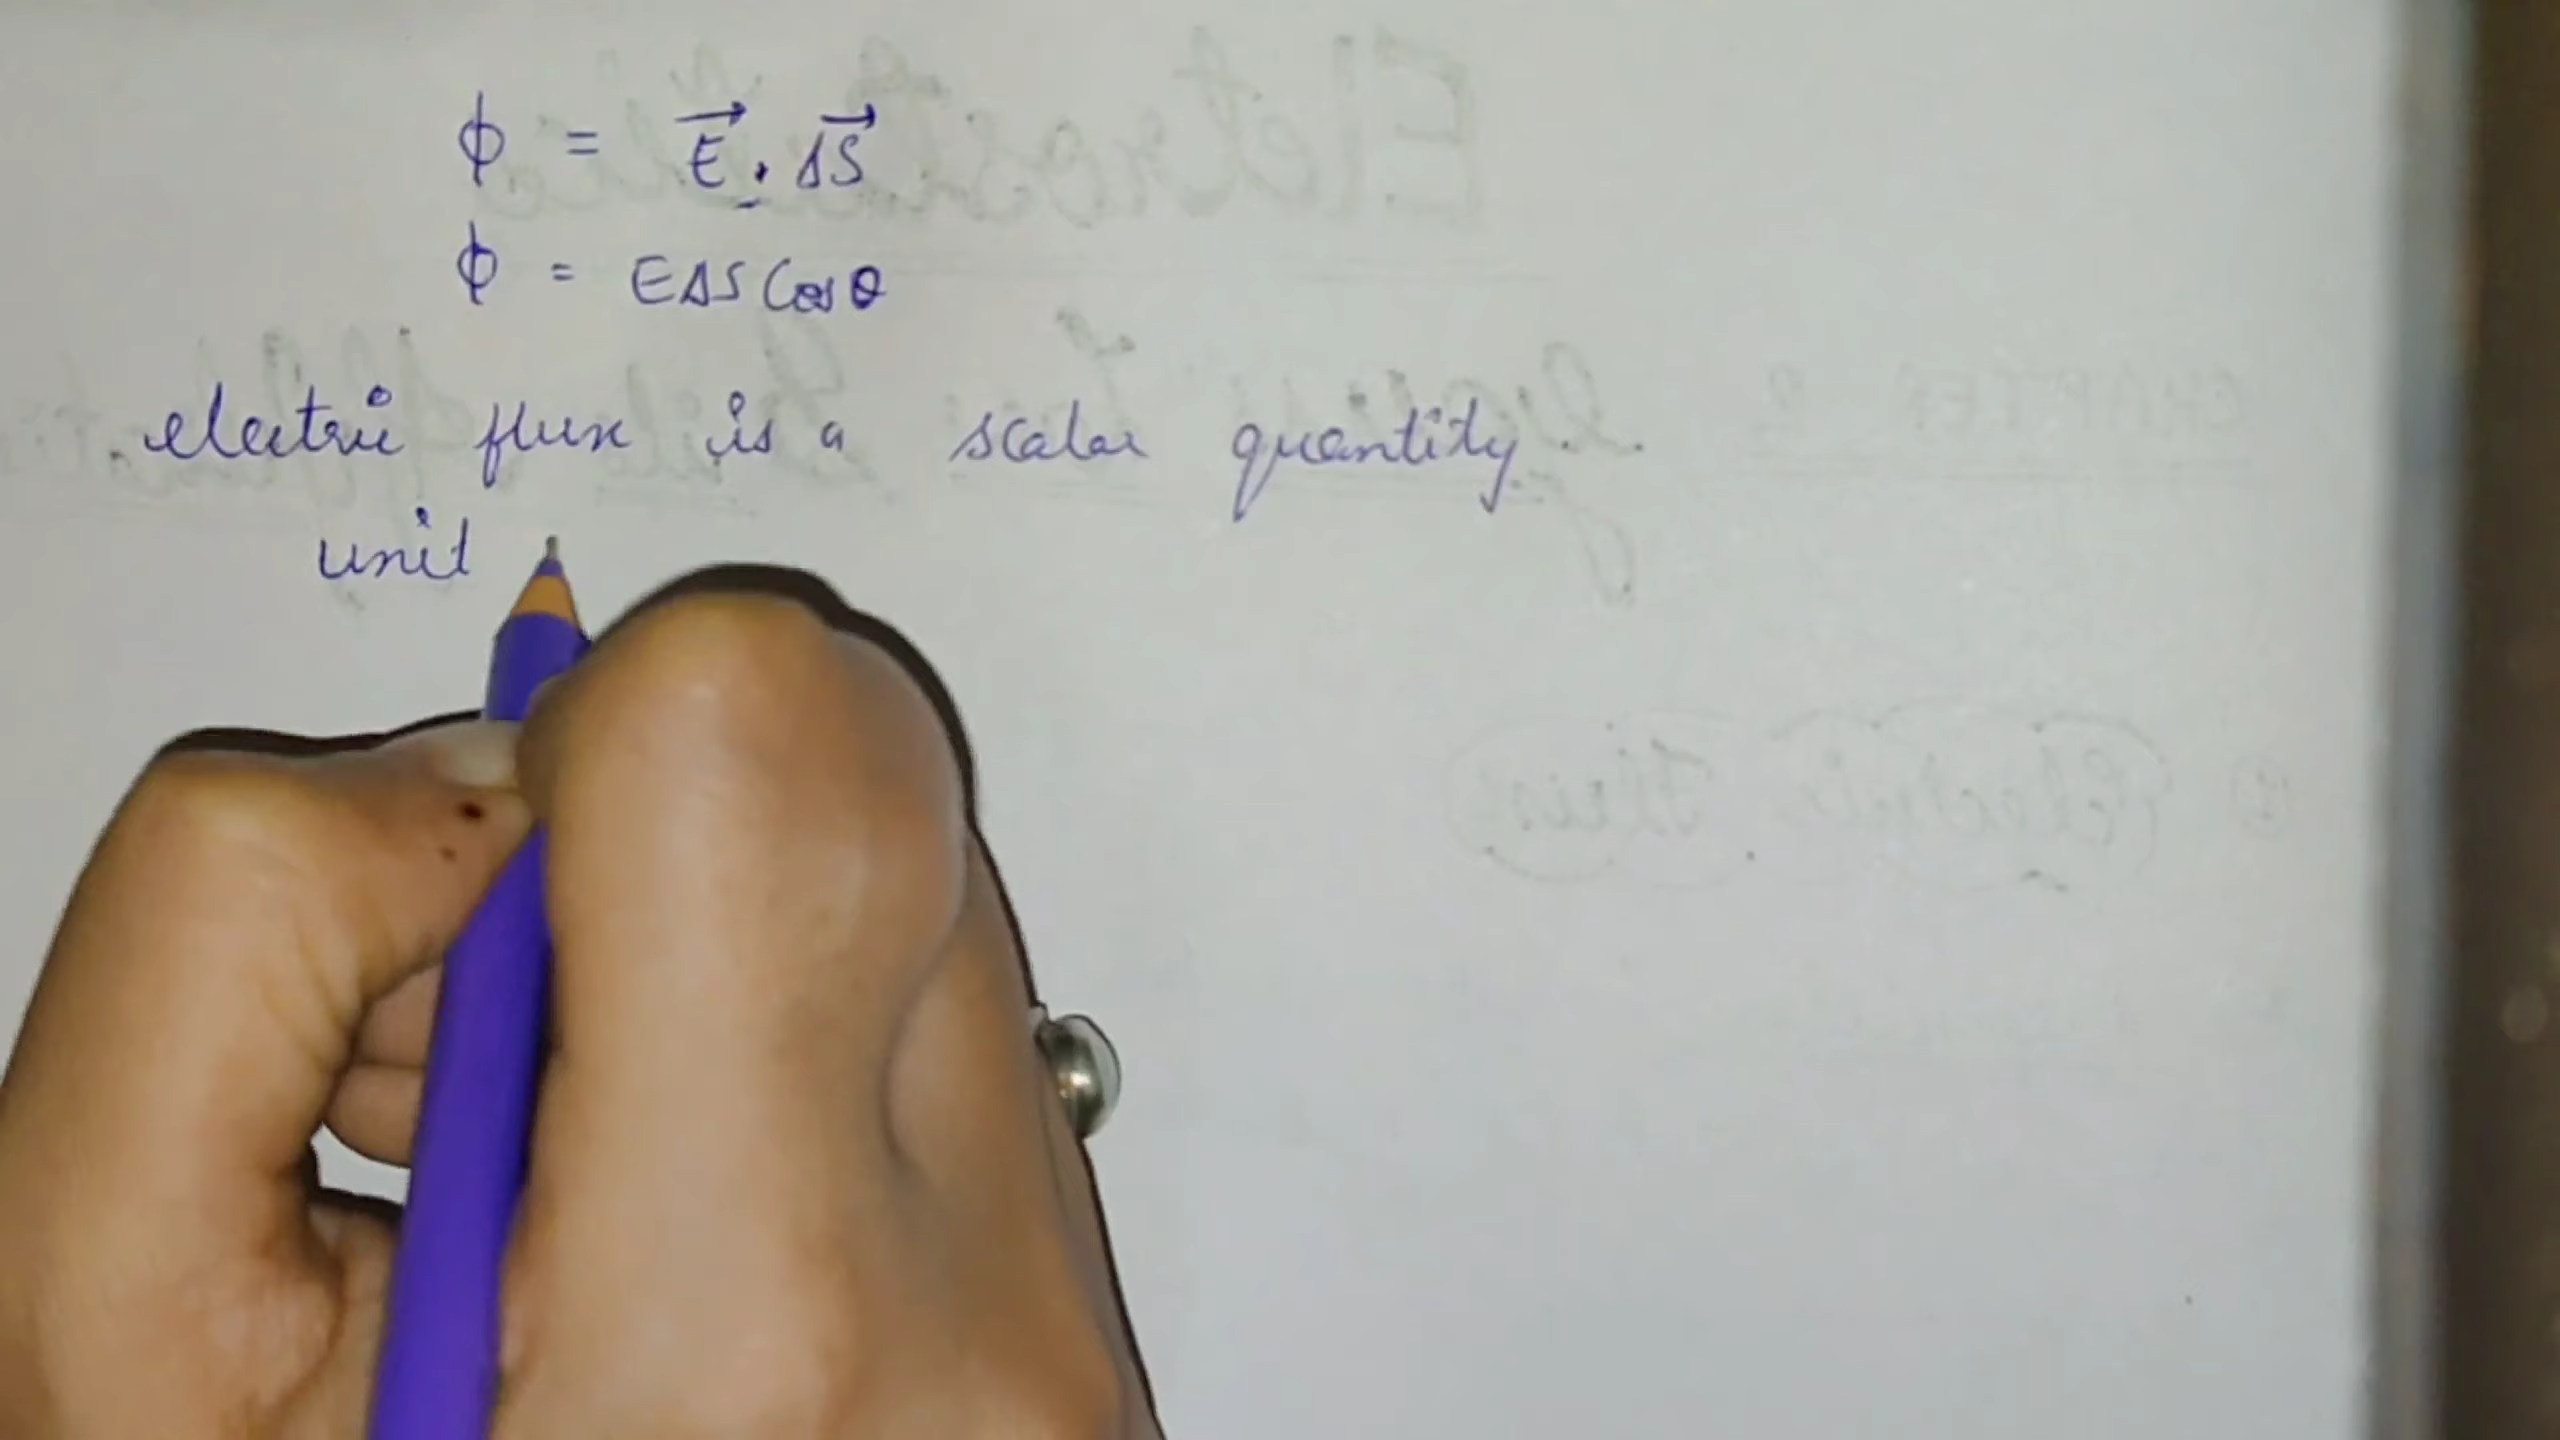 ϕ = E⃗ . ΔS⃗
ϕ = EΔS Cosθ
electric flux is a scalar quantity.
unit